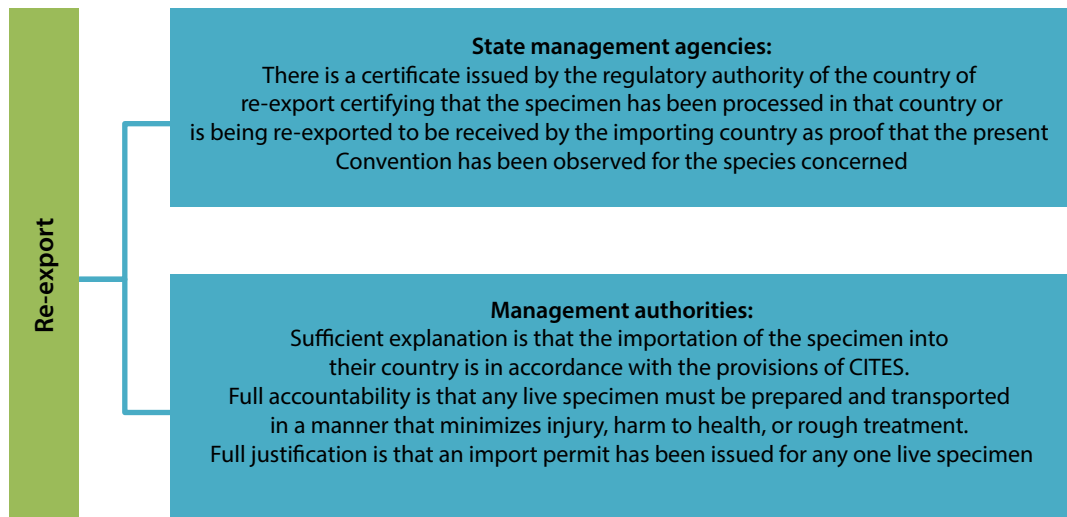 Re-export
State management agencies:
There is a certificate issued by the regulatory authority of the country of
re-export certifying that the specimen has been processed in that country or
is being re-exported to be received by the importing country as proof that the present
Convention has been observed for the species concerned
Management authorities:
Sufficient explanation is that the importation of the specimen into
their country is in accordance with the provisions of CITES.
Full accountability is that any live specimen must be prepared and transported
in a manner that minimizes injury, harm to health, or rough treatment.
Full justification is that an import permit has been issued for any one live specimen